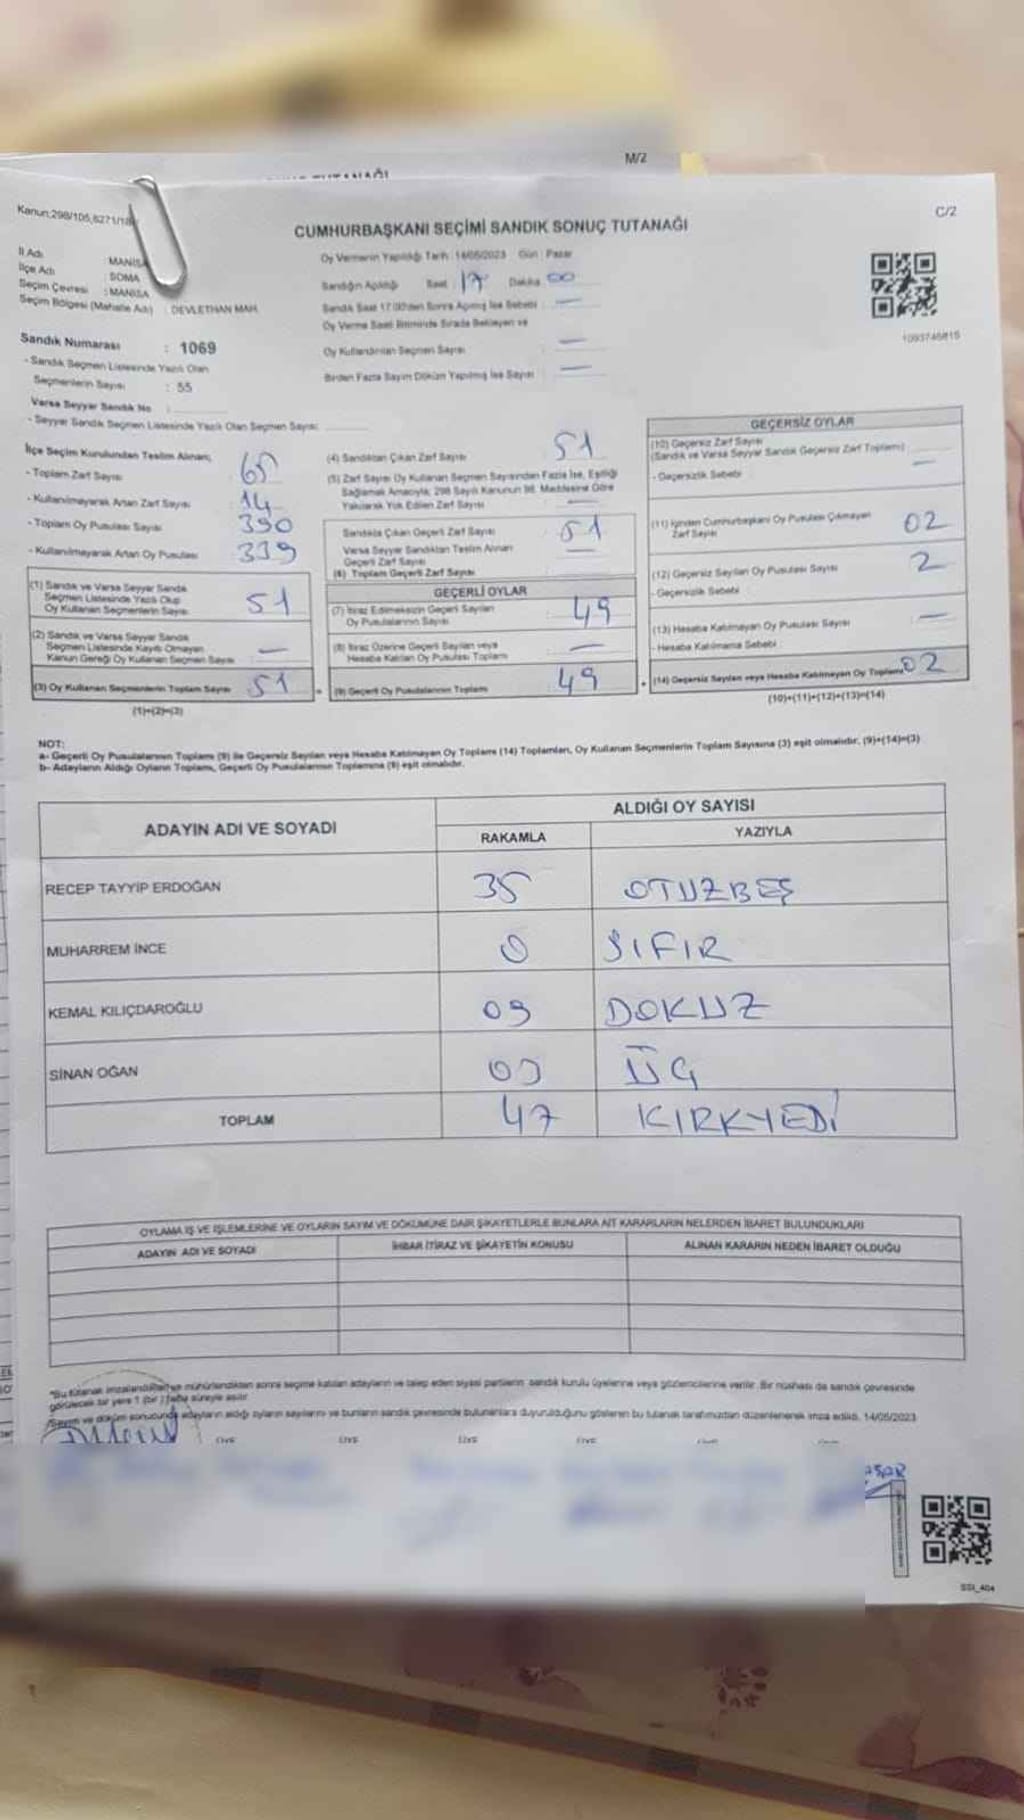 M/2
C/2
Kanun:298/105,6271/18
CUMHURBAŞKANI SEÇİMİ SANDIK SONUÇ TUTANAĞI
İl Adı : MANİSA
İlçe Adı : SOMA
Seçim Çevresi : MANİSA
Seçim Bölgesi (Mahalle Adı) : DEVLETHAN MAH.
Sandık Numarası : 1069
- Sandık Seçmen Listesinde Yazılı Olan
Seçmenlerin Sayısı : 55
Varsa Seyyar Sandık No :
- Seyyar Sandık Seçmen Listesinde Yazılı Olan Seçmen Sayısı:
Oy Vermenin Yapıldığı Tarih : 14/05/2023 Gün : Pazar
Sandığın Açıldığı Saat 17 Dakika 00
Sandık Saat 17.00'den Sonra Açılmış İse Sebebi : —
Oy Verme Saati Bitiminde Sırada Bekleyen ve
Oy Kullandırılan Seçmen Sayısı : —
Birden Fazla Sayım Döküm Yapılmış İse Sayısı : —
1093746815
İlçe Seçim Kurulundan Teslim Alınan;
- Toplam Zarf Sayısı 65
- Kullanılmayarak Artan Zarf Sayısı 14
- Toplam Oy Pusulası Sayısı 390
- Kullanılmayarak Artan Oy Pusulası 339
(1) Sandık ve Varsa Seyyar Sandık
Seçmen Listesinde Yazılı Olup
Oy Kullanan Seçmenlerin Sayısı 51
(2) Sandık ve Varsa Seyyar Sandık
Seçmen Listesinde Kayıtlı Olmayan
Kanun Gereği Oy Kullanan Seçmen Sayısı —
(3) Oy Kullanan Seçmenlerin Toplam Sayısı 51
(1)+(2)=(3)
(4) Sandıktan Çıkan Zarf Sayısı 51
(5) Zarf Sayısı Oy Kullanan Seçmen Sayısından Fazla İse, Eşitliği
Sağlamak Amacıyla, 298 Sayılı Kanunun 98. Maddesine Göre
Yakılarak Yok Edilen Zarf Sayısı —
Sandıkta Çıkan Geçerli Zarf Sayısı 51
Varsa Seyyar Sandıktan Teslim Alınan
Geçerli Zarf Sayısı —
(6) Toplam Geçerli Zarf Sayısı
GEÇERLİ OYLAR
(7) İtiraz Edilmeksizin Geçerli Sayılan
Oy Pusulalarının Sayısı 49
(8) İtiraz Üzerine Geçerli Sayılan veya
Hesaba Katılan Oy Pusulası Toplamı —
(9) Geçerli Oy Pusulalarının Toplamı 49
GEÇERSİZ OYLAR
(10) Geçersiz Zarf Sayısı
(Sandık ve Varsa Seyyar Sandık Geçersiz Zarf Toplamı) —
- Geçersizlik Sebebi
(11) İçinden Cumhurbaşkanı Oy Pusulası Çıkmayan
Zarf Sayısı 02
(12) Geçersiz Sayılan Oy Pusulası Sayısı 2
- Geçersizlik Sebebi
(13) Hesaba Katılmayan Oy Pusulası Sayısı —
- Hesaba Katılmama Sebebi
(14) Geçersiz Sayılan veya Hesaba Katılmayan Oy Toplamı 02
(10)+(11)+(12)+(13)=(14)
NOT:
a- Geçerli Oy Pusulalarının Toplamı (9) ile Geçersiz Sayılan veya Hesaba Katılmayan Oy Toplamı (14) Toplamları, Oy Kullanan Seçmenlerin Toplam Sayısına (3) eşit olmalıdır. (9)+(14)=(3)
b- Adayların Aldığı Oyların Toplamı, Geçerli Oy Pusulalarının Toplamına (9) eşit olmalıdır.
ADAYIN ADI VE SOYADI
ALDIĞI OY SAYISI
RAKAMLA YAZIYLA
RECEP TAYYİP ERDOĞAN 35 OTUZBEŞ
MUHARREM İNCE 0 SIFIR
KEMAL KILIÇDAROĞLU 09 DOKUZ
SİNAN OĞAN 03 ÜÇ
TOPLAM 47 KIRKYEDİ
OYLAMA İŞ VE İŞLEMLERİNE VE OYLARIN SAYIM VE DÖKÜMÜNE DAİR ŞİKAYETLERLE BUNLARA AİT KARARLARIN NELERDEN İBARET BULUNDUKLARI
ADAYIN ADI VE SOYADI İHBAR İTİRAZ VE ŞİKAYETİN KONUSU ALINAN KARARIN NEDEN İBARET OLDUĞU
"Bu tutanak imzalandıktan ve mühürlendikten sonra seçime katılan adayların ve talep eden siyasi partilerin sandık kurulu üyelerine veya gözlemcilerine verilir. Bir nüshası da sandık çevresinde
görülecek bir yere 1 (bir) hafta süreyle asılır.
Sayım ve döküm sonucunda adayların aldığı oyların sayılarını ve bunların sandık çevresinde bulunanlara duyurulduğunu gösteren bu tutanak tarafımızdan düzenlenerek imza edildi. 14/05/2023
SSI_404